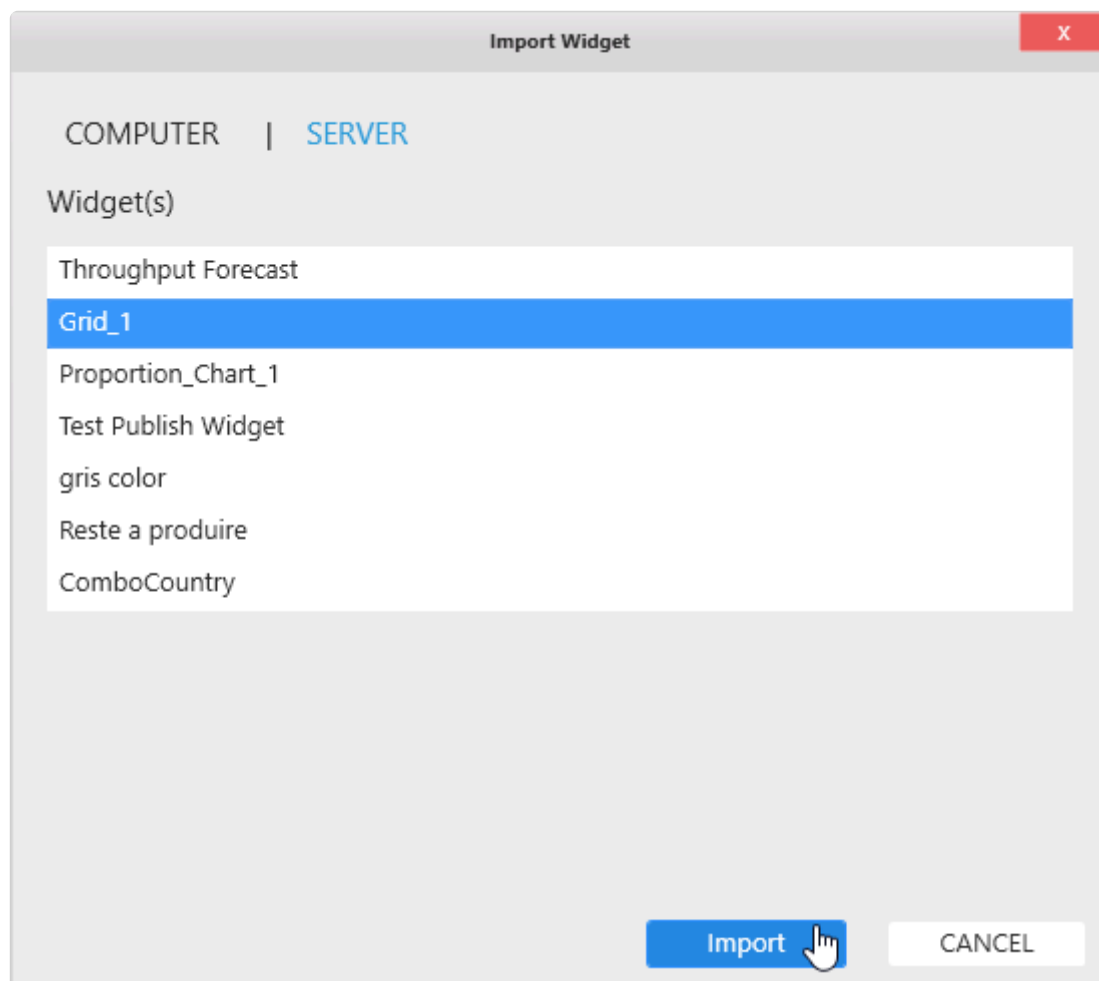 Import Widget X
COMPUTER | SERVER
Widget(s)
Throughput Forecast
Grid_1
Proportion_Chart_1
Test Publish Widget
gris color
Reste a produire
ComboCountry
Import CANCEL